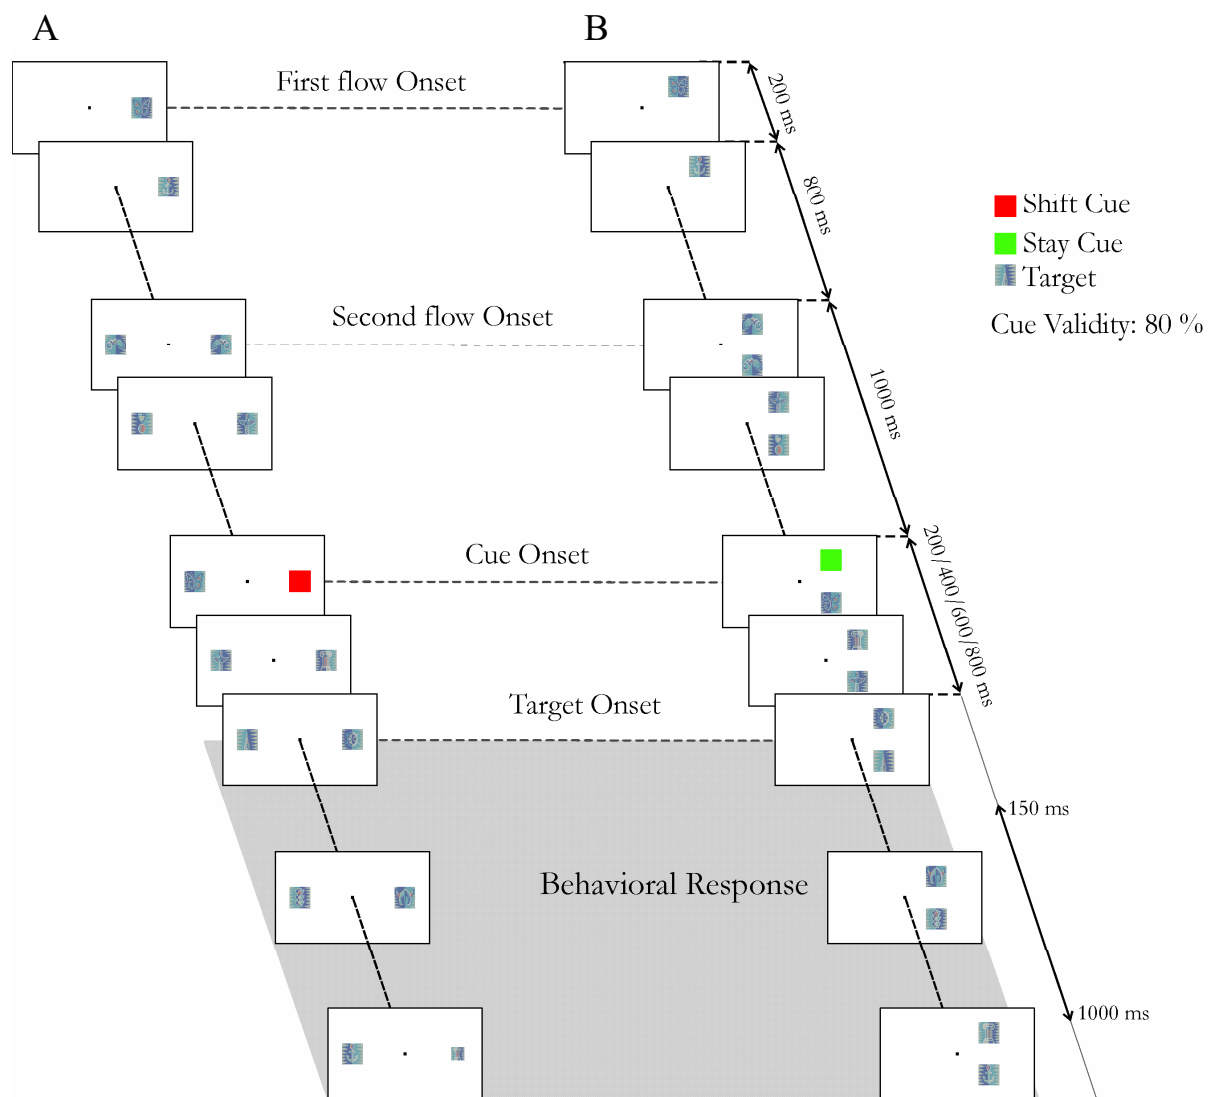 A
B
First flow Onset
200 ms
800 ms
Shift Cue
Stay Cue
Target
Cue Validity: 80 %
Second flow Onset
1000 ms
Cue Onset
200/400/600/800 ms
Target Onset
150 ms
Behavioral Response
1000 ms